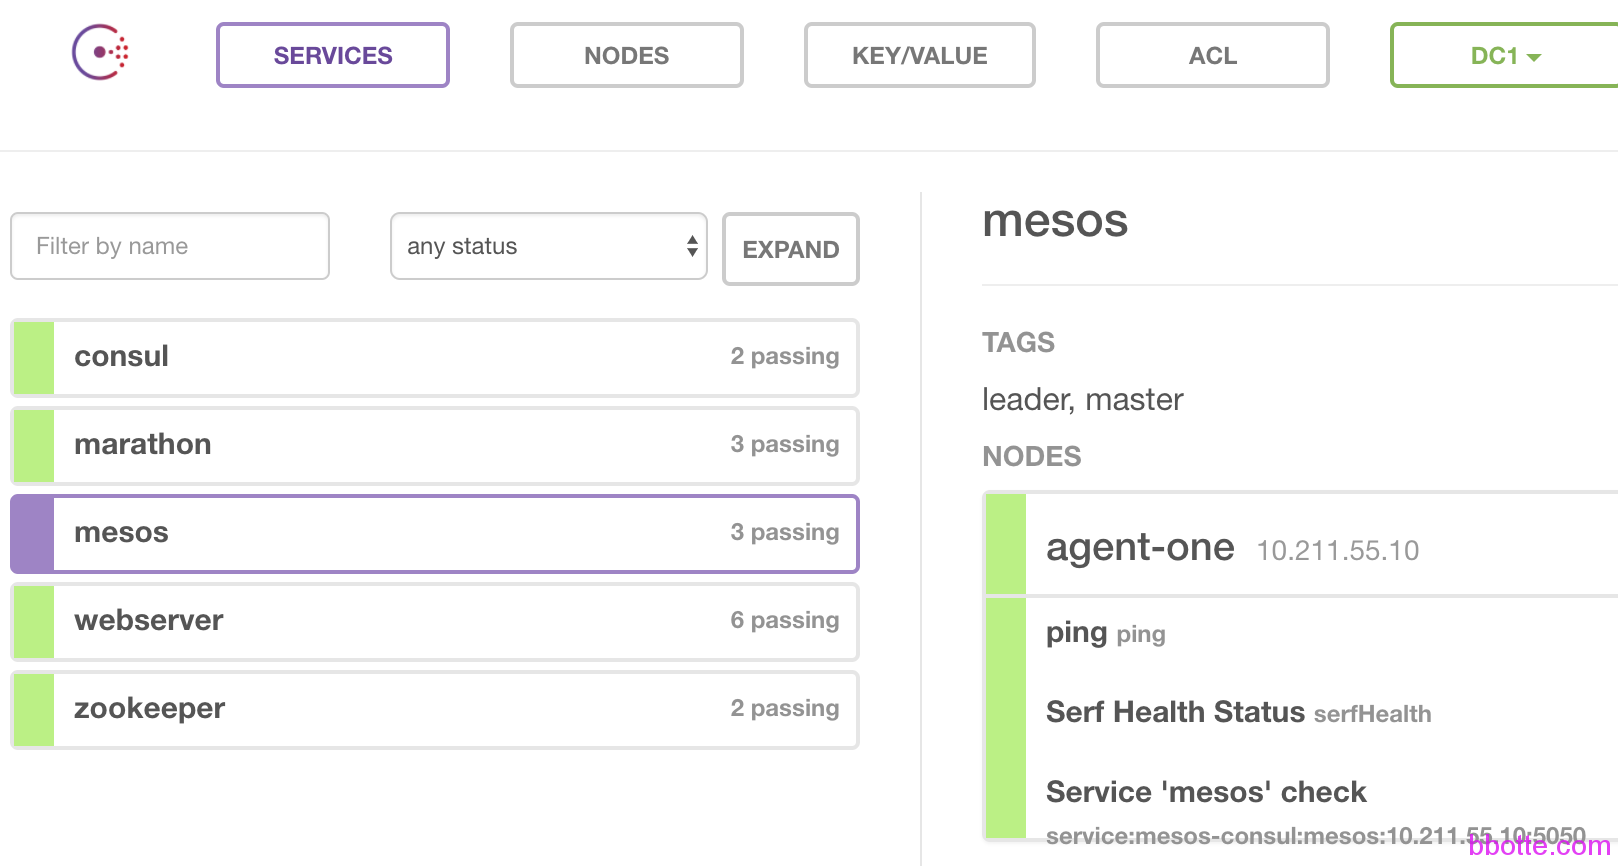 SERVICES NODES KEY/VALUE ACL DC1
Filter by name any status EXPAND
consul 2 passing
marathon 3 passing
mesos 3 passing
webserver 6 passing
zookeeper 2 passing
mesos
TAGS
leader, master
NODES
agent-one 10.211.55.10
ping ping
Serf Health Status serfHealth
Service 'mesos' check
service:mesos-consul:mesos:10.211.55.10:5050
bbotte.com